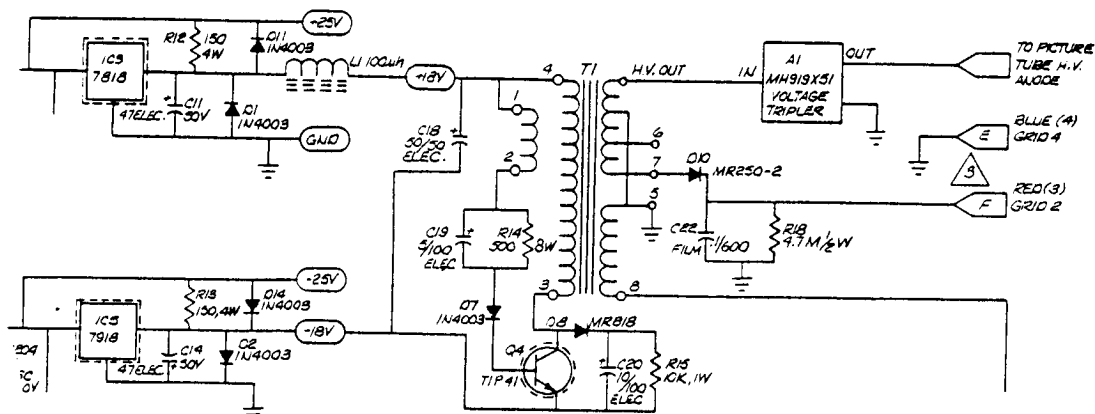 +25V
R12
150
4W
D11
1N4003
IC3
7818
L1 100uh
+18V
47ELEC.
+
C11
50V
D1
1N4003
GND
C18
50/50
ELEC.
+
1
2
4
T1
H.V. OUT
IN
A1
MH919X51
VOLTAGE
TRIPLER
OUT
TO PICTURE
TUBE H.V.
ANODE
6
7
D10
MR250-2
5
E
BLUE (4)
GRID 4
3
F
RED (3)
GRID 2
C22
FILM
.1/600
R18
4.7M/½W
C19
5/100
ELEC
+
R14
500
8W
3
8
D7
1N4003
D8
MR818
Q4
TIP41
+
C20
10/100
ELEC
R15
10K, 1W
-25V
R13
150,4W
D14
1N4003
IC5
7918
-18V
47ELEC
C14
50V
+
D2
1N4003